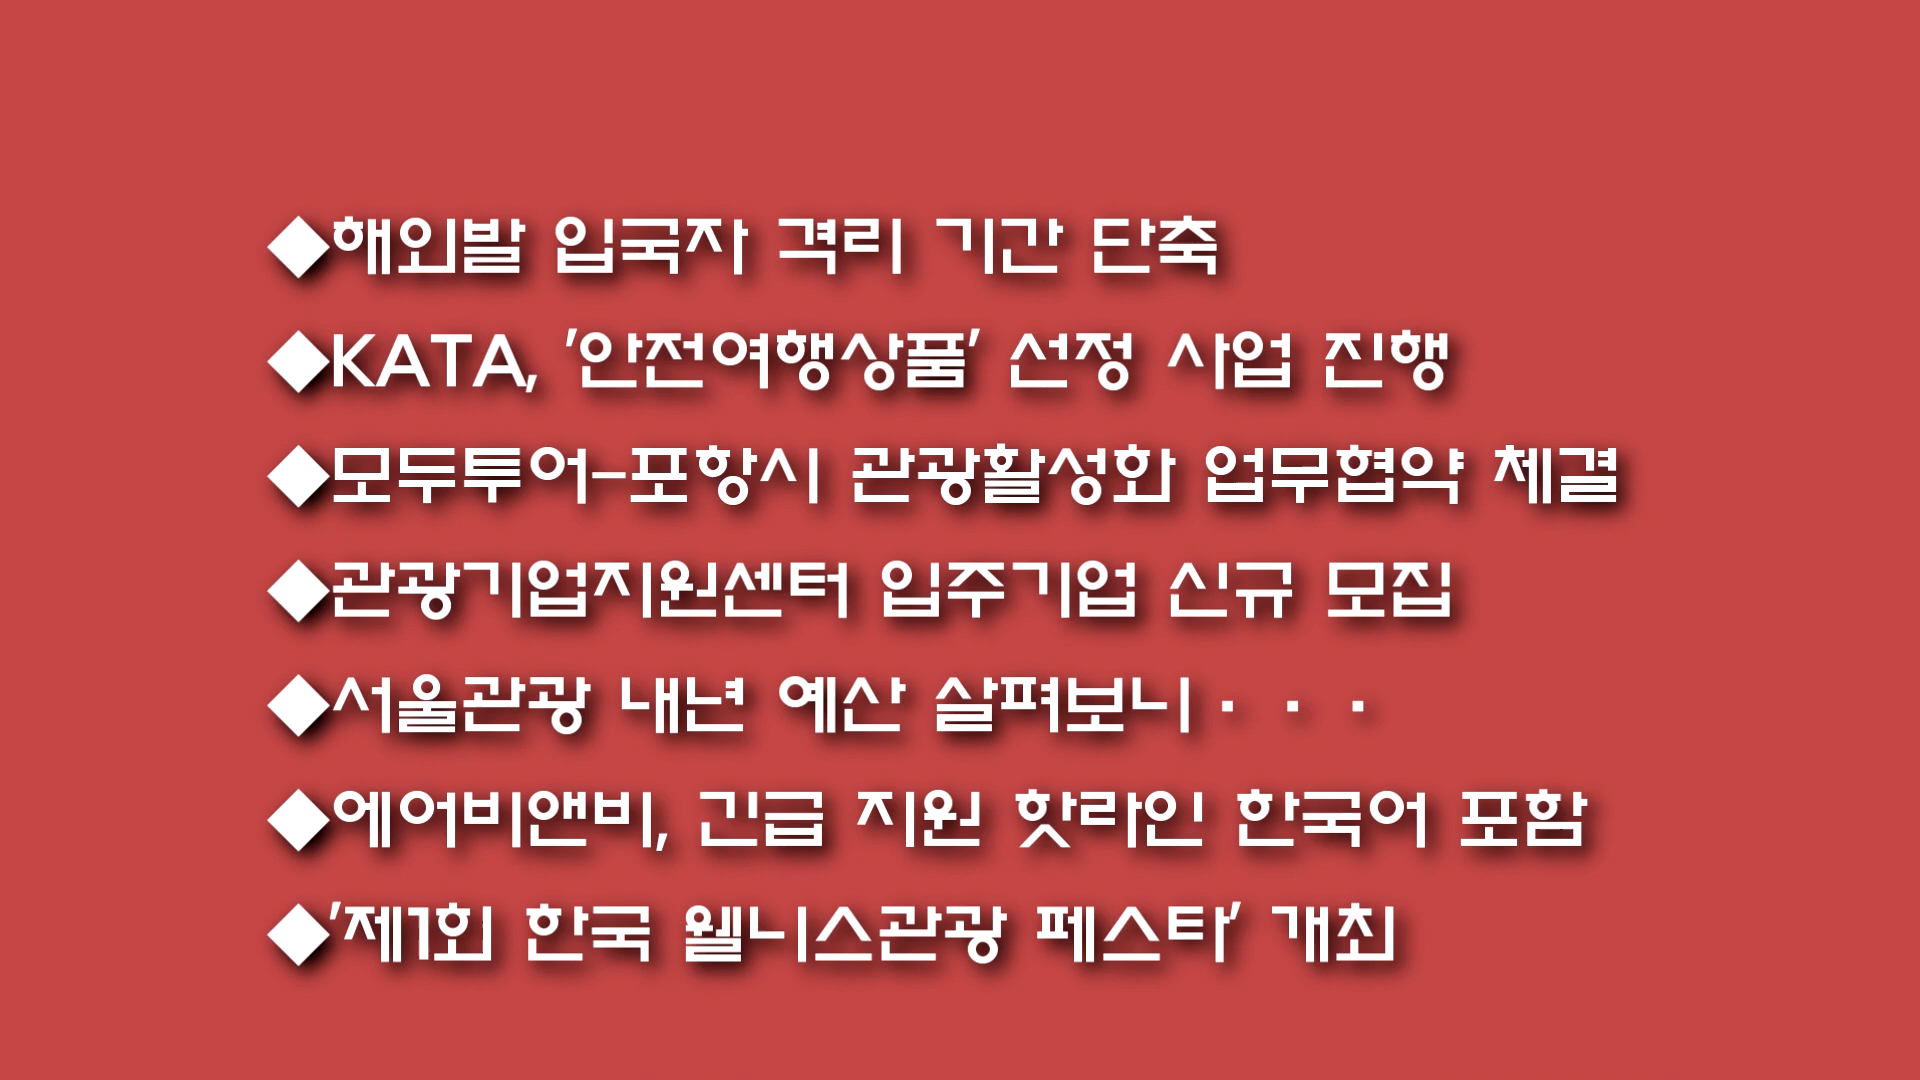 ◆해외발 입국자 격리 기간 단축
◆KATA, '안전여행상품' 선정 사업 진행
◆모두투어-포항시 관광활성화 업무협약 체결
◆관광기업지원센터 입주기업 신규 모집
◆서울관광 내년 예산 살펴보니···
◆에어비앤비, 긴급 지원 핫라인 한국어 포함
◆'제1회 한국 웰니스관광 페스타' 개최